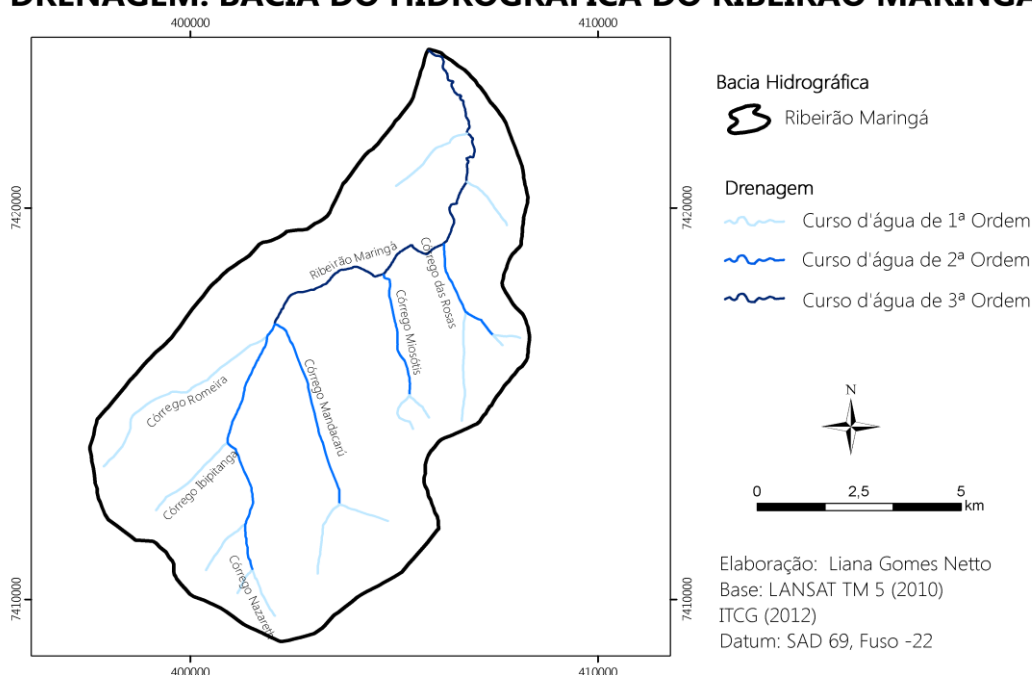 DRENAGEM: BACIA DO HIDROGRÁFICA DO RIBEIRÃO MARINGÁ
400000
410000
7420000
7420000
Ribeirão Maringá
Córrego das Rosas
Córrego Miosótis
Córrego Mandacarú
Córrego Romeira
Córrego Ibipitanga
Córrego Nazareth
7410000
7410000
400000
410000
Bacia Hidrográfica
Ribeirão Maringá
Drenagem
Curso d'água de 1ª Ordem
Curso d'água de 2ª Ordem
Curso d'água de 3ª Ordem
N
0 2,5 5
km
Elaboração: Liana Gomes Netto
Base: LANSAT TM 5 (2010)
ITCG (2012)
Datum: SAD 69, Fuso -22